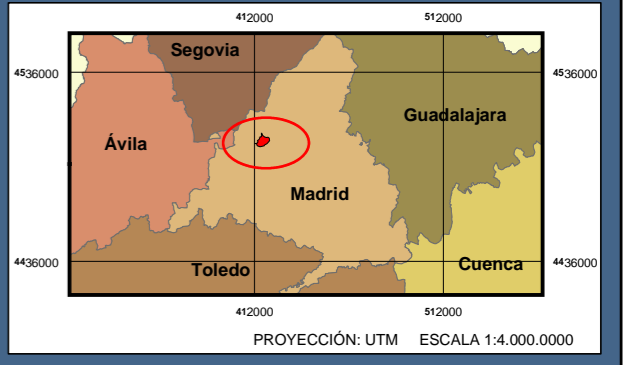 412000 512000
4536000 4536000
Segovia
Guadalajara
Ávila
Madrid
4436000 4436000
Toledo Cuenca
412000 512000
PROYECCIÓN: UTM ESCALA 1:4.000.0000